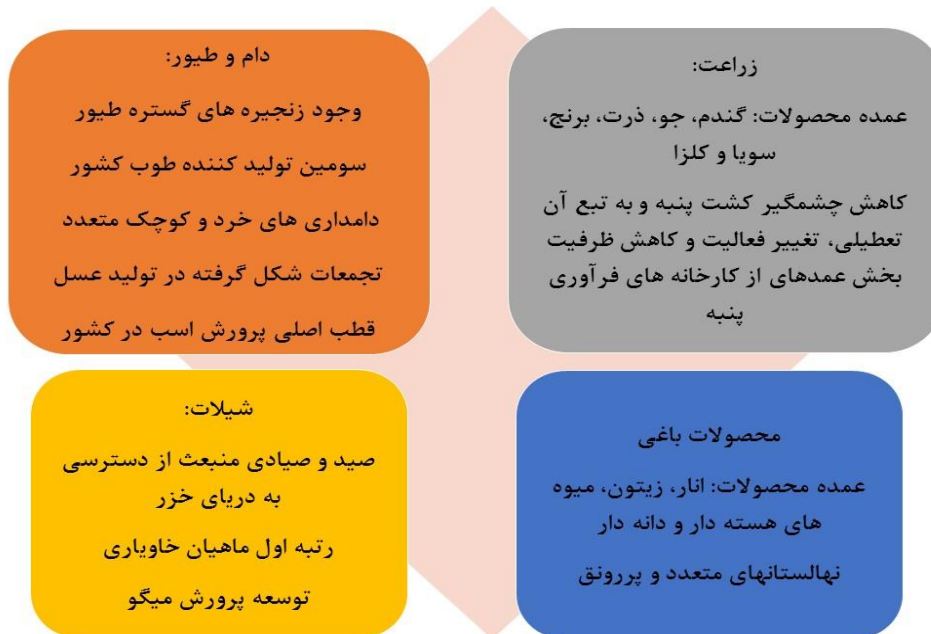 زراعت:
عمده محصولات: گندم، جو، ذرت، برنج،
سویا و کلزا
کاهش چشمگیر کشت پنبه و به تبع آن
تعطیلی، تغییر فعالیت و کاهش ظرفیت
بخش عمدهای از کارخانه های فرآوری
پنبه
دام و طیور:
وجود زنجیره های گستره طیور
سومین تولید کننده طوب کشور
دامداری های خرد و کوچک متعدد
تجمعات شکل گرفته در تولید عسل
قطب اصلی پرورش اسب در کشور
محصولات باغی
عمده محصولات: انار، زیتون، میوه
های هسته دار و دانه دار
نهالستانهای متعدد و پررونق
شیلات:
صید و صیادی منبعث از دسترسی
به دریای خزر
رتبه اول ماهیان خاویاری
توسعه پرورش میگو